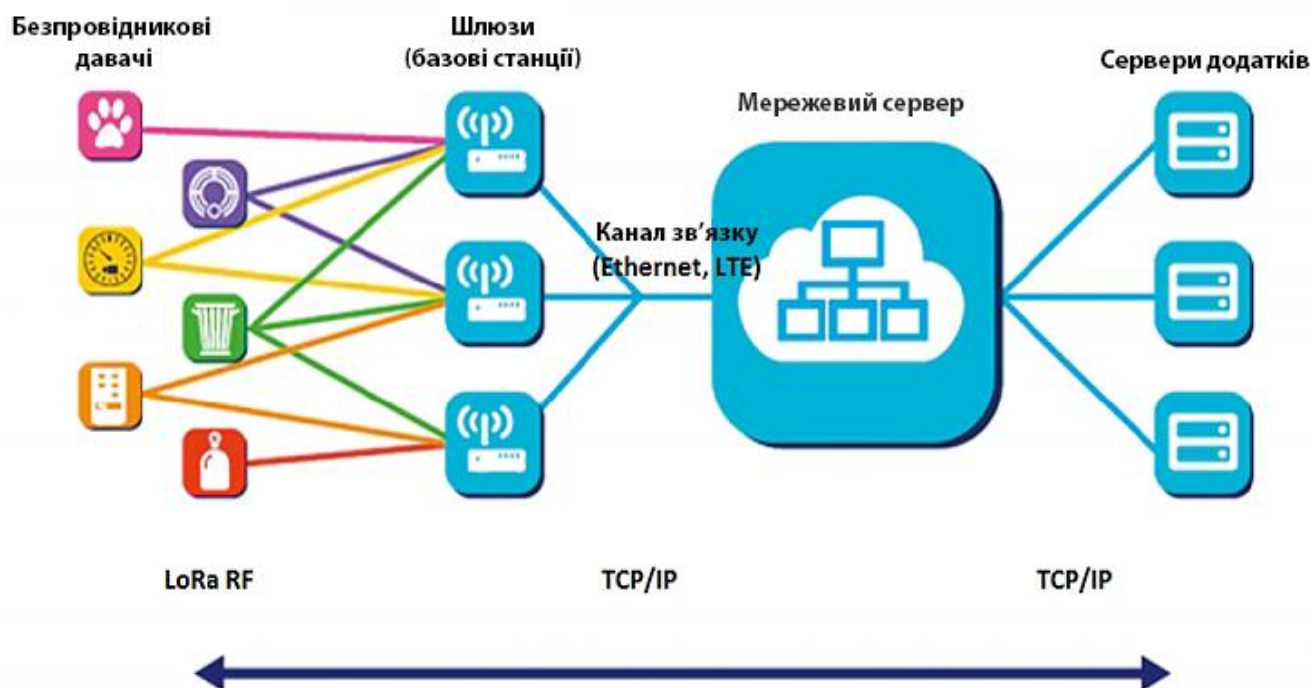 Безпровідникові
давачі
Шлюзи
(базові станції)
Мережевий сервер
Сервери додатків
Канал зв’язку
(Ethernet, LTE)
LoRa RF
TCP/IP
TCP/IP